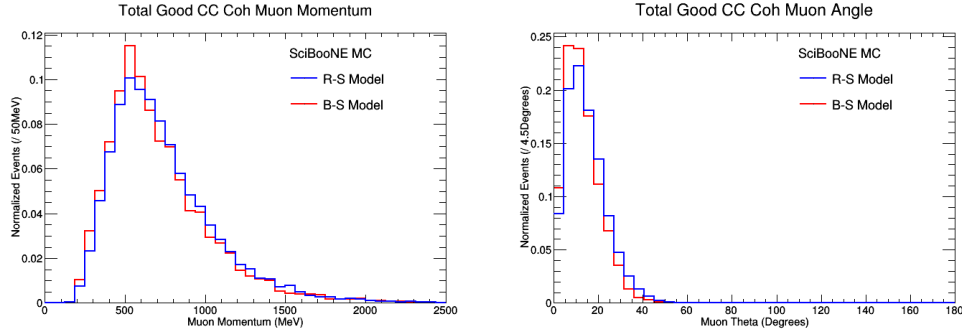 Total Good CC Coh Muon Momentum
Normalized Events (/ 50MeV)
0.12
0.1
0.08
0.06
0.04
0.02
0
SciBooNE MC
R-S Model
B-S Model
0 500 1000 1500 2000 2500
Muon Momentum (MeV)
Total Good CC Coh Muon Angle
Normalized Events (/ 4.5Degrees)
0.25
0.2
0.15
0.1
0.05
0
SciBooNE MC
R-S Model
B-S Model
0 20 40 60 80 100 120 140 160 180
Muon Theta (Degrees)